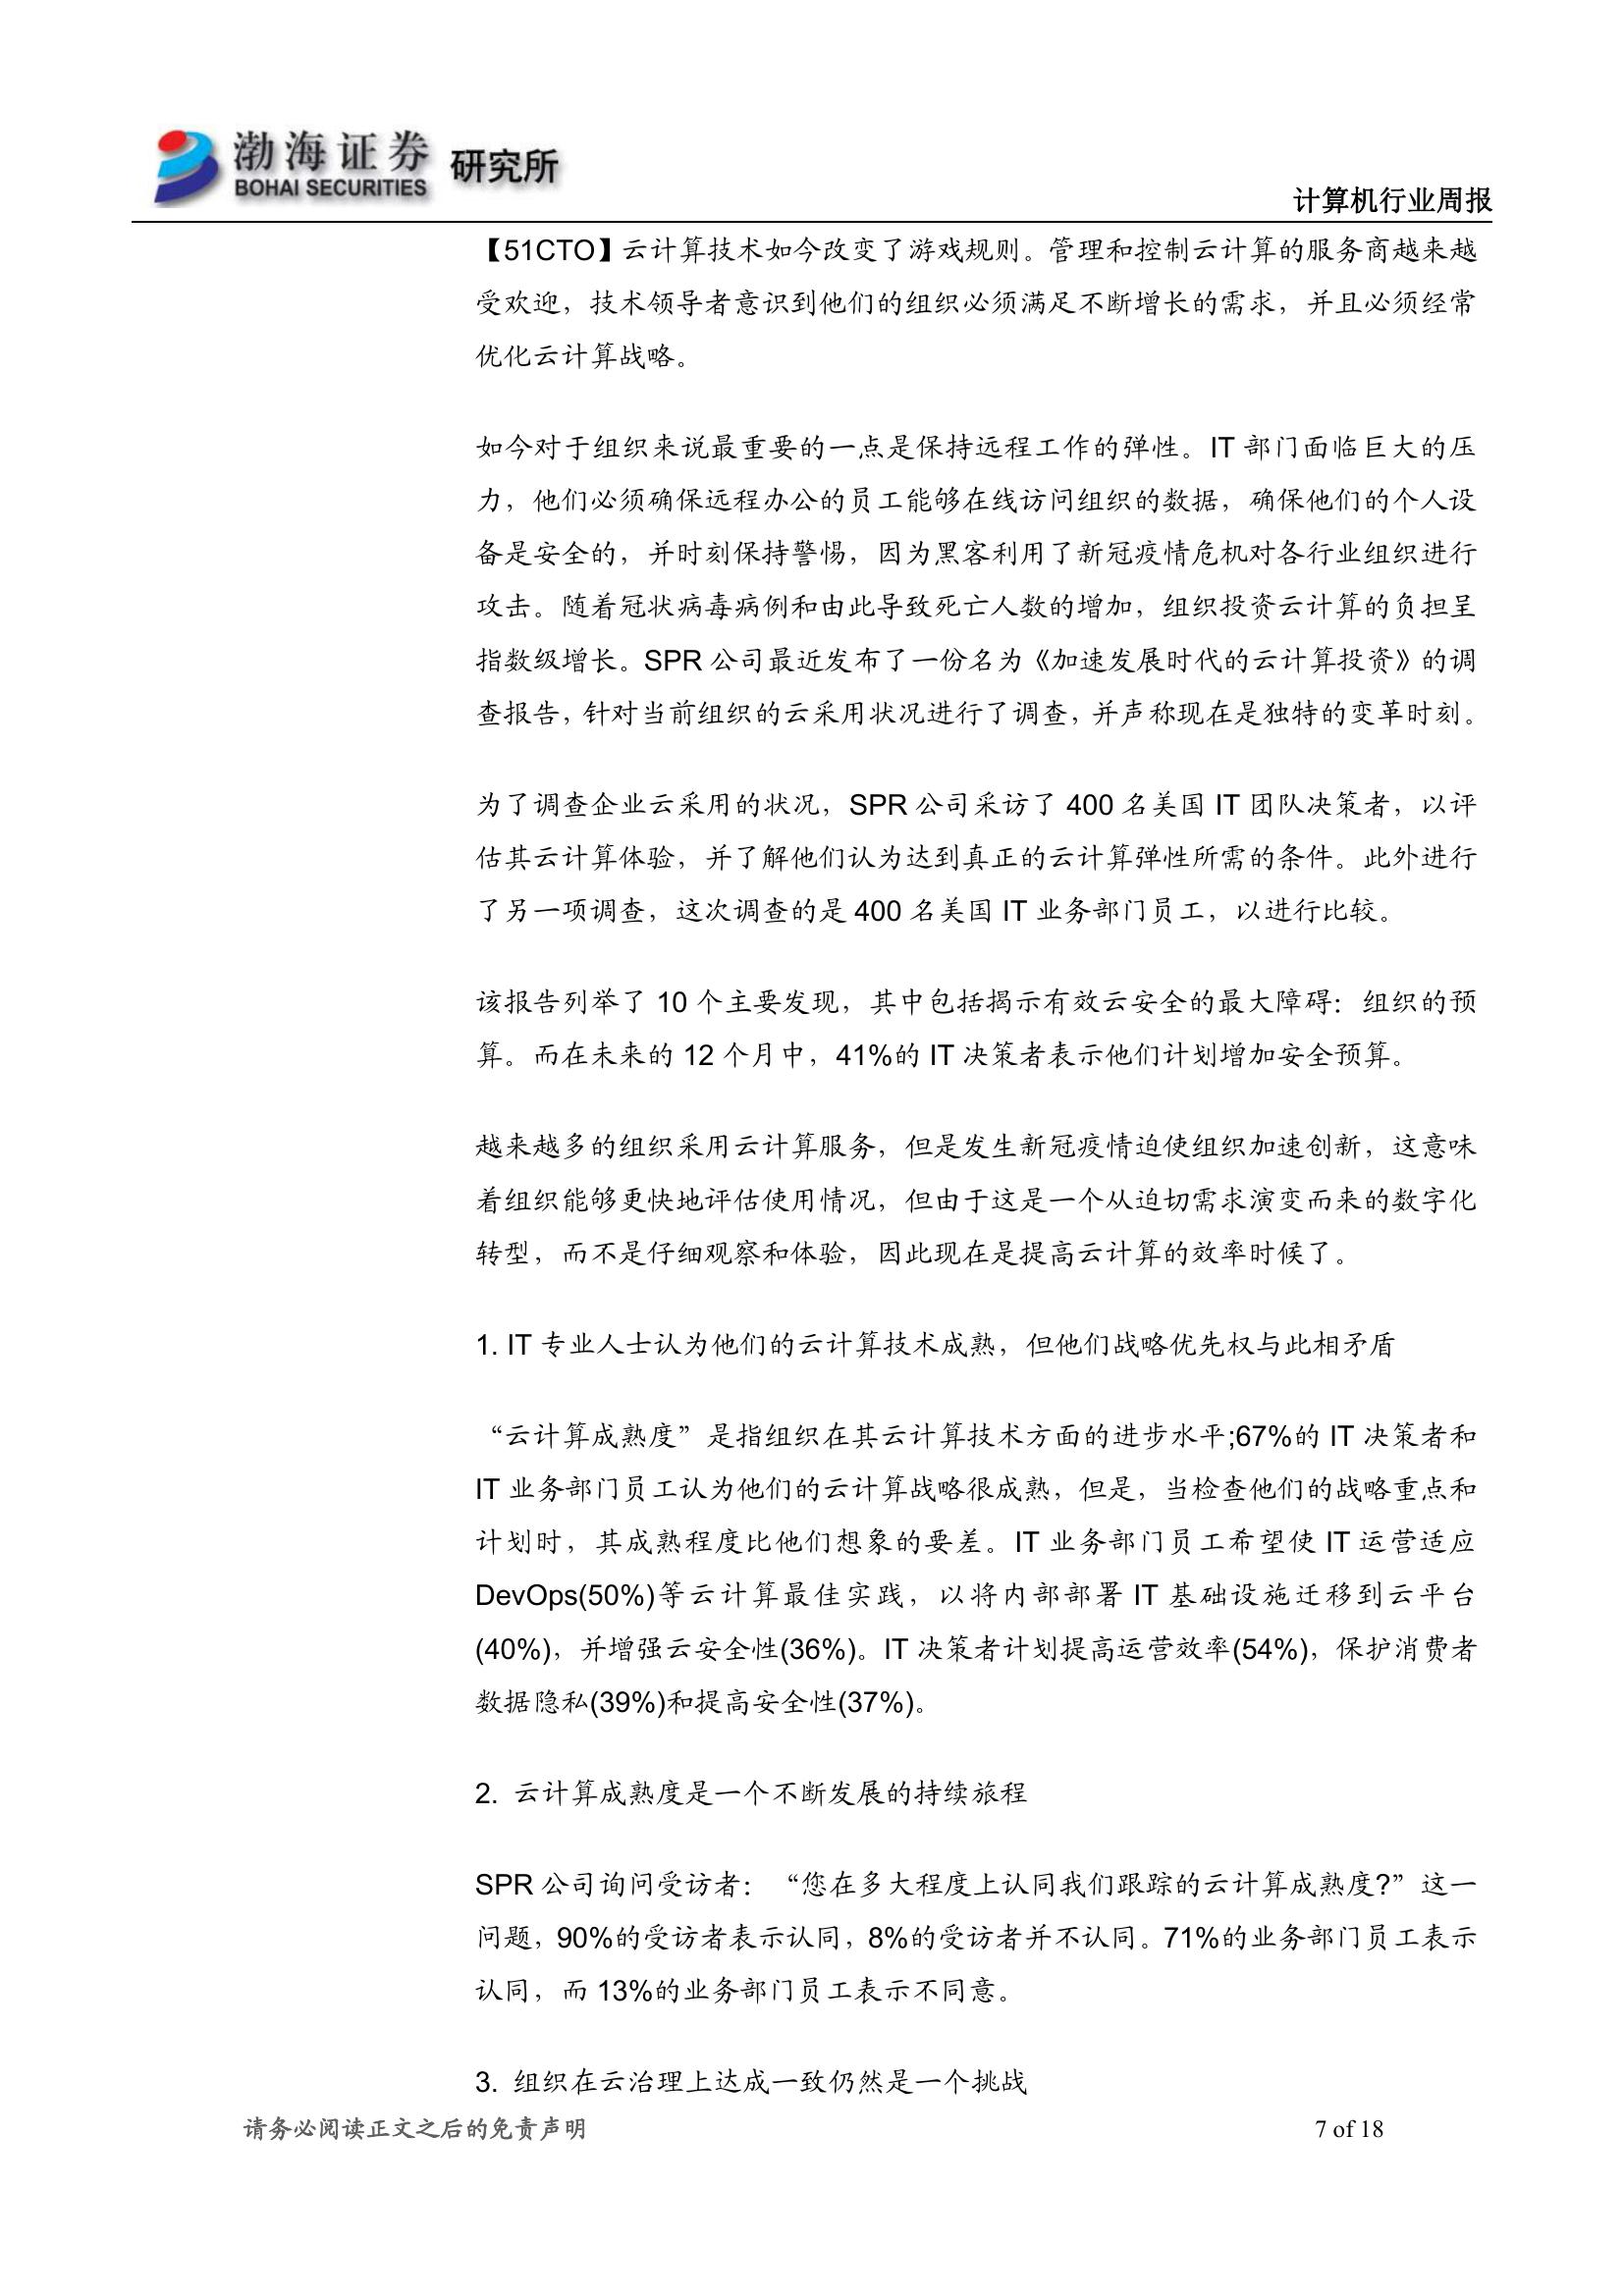 渤海证券 研究所
BOHAI SECURITIES
计算机行业周报
【51CTO】云计算技术如今改变了游戏规则。管理和控制云计算的服务商越来越
受欢迎，技术领导者意识到他们的组织必须满足不断增长的需求，并且必须经常
优化云计算战略。
如今对于组织来说最重要的一点是保持远程工作的弹性。IT 部门面临巨大的压
力，他们必须确保远程办公的员工能够在线访问组织的数据，确保他们的个人设
备是安全的，并时刻保持警惕，因为黑客利用了新冠疫情危机对各行业组织进行
攻击。随着冠状病毒病例和由此导致死亡人数的增加，组织投资云计算的负担呈
指数级增长。SPR 公司最近发布了一份名为《加速发展时代的云计算投资》的调
查报告，针对当前组织的云采用状况进行了调查，并声称现在是独特的变革时刻。
为了调查企业云采用的状况，SPR 公司采访了 400 名美国 IT 团队决策者，以评
估其云计算体验，并了解他们认为达到真正的云计算弹性所需的条件。此外进行
了另一项调查，这次调查的是 400 名美国 IT 业务部门员工，以进行比较。
该报告列举了 10 个主要发现，其中包括揭示有效云安全的最大障碍：组织的预
算。而在未来的 12 个月中，41%的 IT 决策者表示他们计划增加安全预算。
越来越多的组织采用云计算服务，但是发生新冠疫情迫使组织加速创新，这意味
着组织能够更快地评估使用情况，但由于这是一个从迫切需求演变而来的数字化
转型，而不是仔细观察和体验，因此现在是提高云计算的效率时候了。
1. IT 专业人士认为他们的云计算技术成熟，但他们战略优先权与此相矛盾
“云计算成熟度”是指组织在其云计算技术方面的进步水平;67%的 IT 决策者和
IT 业务部门员工认为他们的云计算战略很成熟，但是，当检查他们的战略重点和
计划时，其成熟程度比他们想象的要差。IT 业务部门员工希望使 IT 运营适应
DevOps(50%)等云计算最佳实践，以将内部部署 IT 基础设施迁移到云平台
(40%)，并增强云安全性(36%)。IT 决策者计划提高运营效率(54%)，保护消费者
数据隐私(39%)和提高安全性(37%)。
2. 云计算成熟度是一个不断发展的持续旅程
SPR 公司询问受访者：“您在多大程度上认同我们跟踪的云计算成熟度?”这一
问题，90%的受访者表示认同，8%的受访者并不认同。71%的业务部门员工表示
认同，而 13%的业务部门员工表示不同意。
3. 组织在云治理上达成一致仍然是一个挑战
请务必阅读正文之后的免责声明
7 of 18